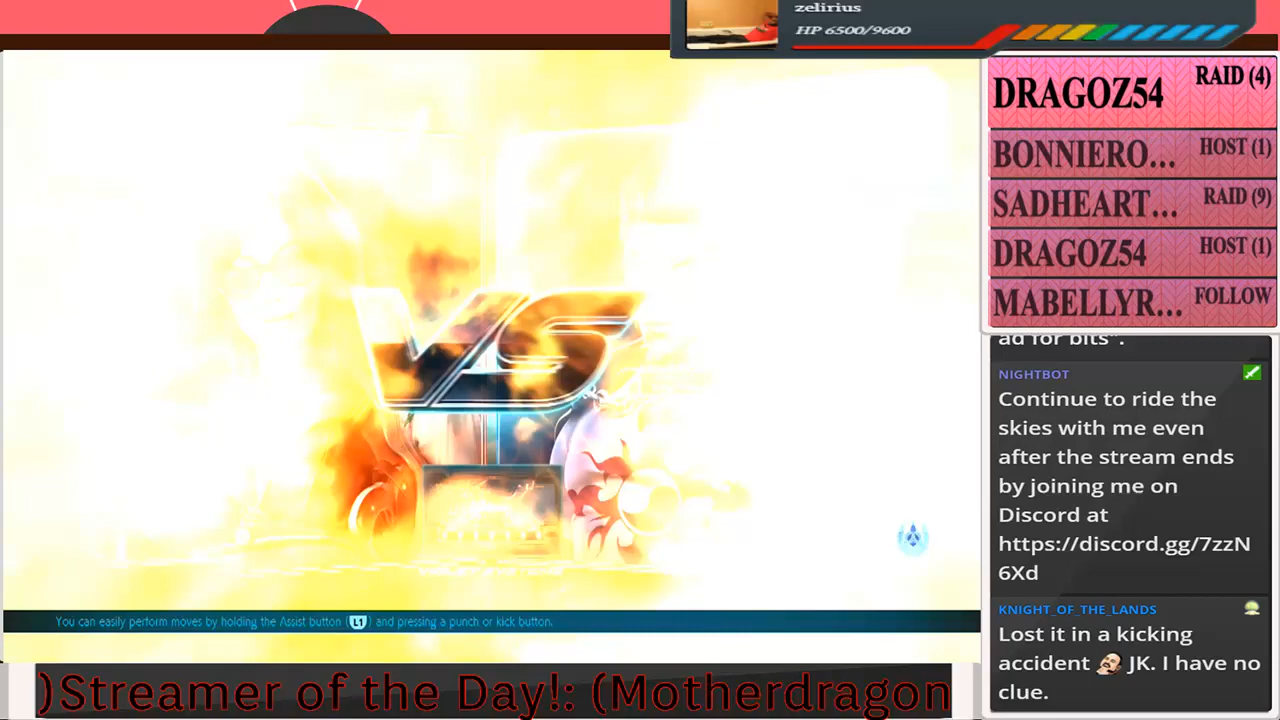 zelirius
HP 6500/9600
DRAGOZ54 RAID (4)
BONNIERO... HOST (1)
SADHEART... RAID (9)
DRAGOZ54 HOST (1)
MABELLYR... FOLLOW
ad for bits".
NIGHTBOT
Continue to ride the
skies with me even
after the stream ends
by joining me on
Discord at
https://discord.gg/7zzN
6Xd
KNIGHT_OF_THE_LANDS
Lost it in a kicking
accident JK. I have no
clue.
VS
You can easily perform moves by holding the Assist button (L1) and pressing a punch or kick button.
)Streamer of the Day!: (Motherdragon